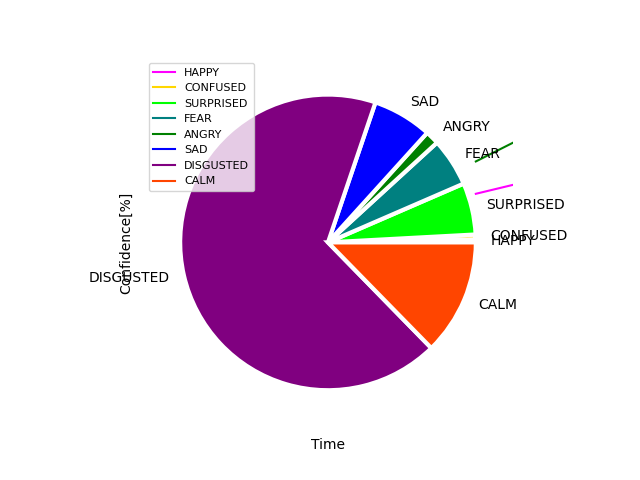 HAPPY
CONFUSED
SURPRISED
FEAR
ANGRY
SAD
DISGUSTED
CALM
SAD
ANGRY
FEAR
SURPRISED
CONFUSED
HAPPY
DISGUSTED
CALM
Confidence[%]
Time